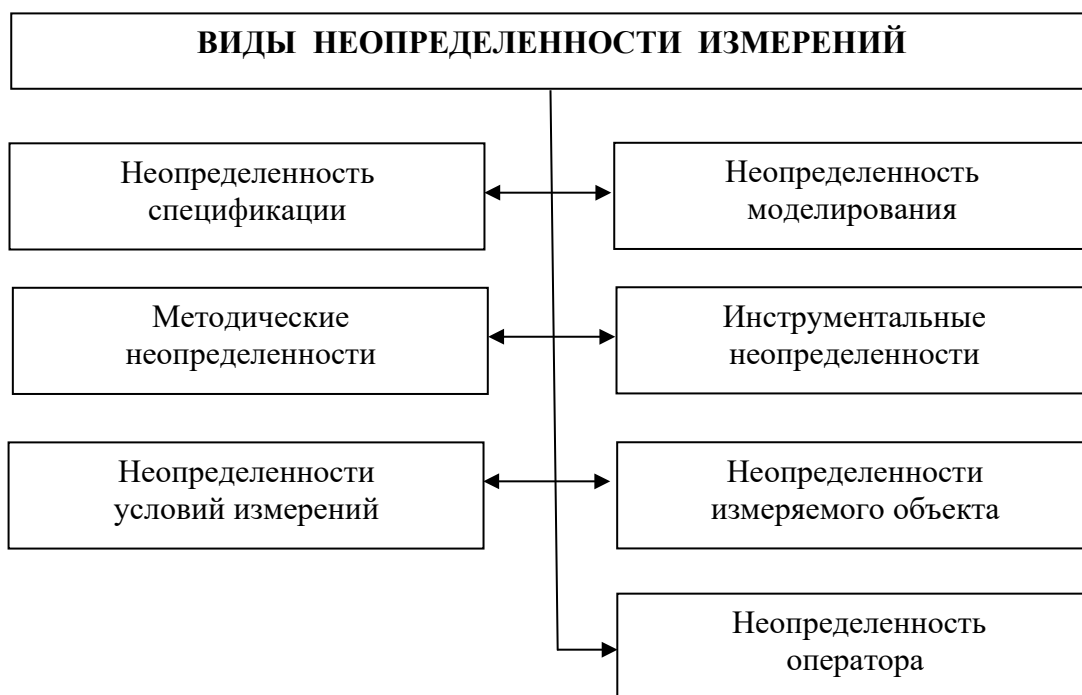 ВИДЫ НЕОПРЕДЕЛЕННОСТИ ИЗМЕРЕНИЙ
Неопределенность
спецификации
Неопределенность
моделирования
Методические
неопределенности
Инструментальные
неопределенности
Неопределенности
условий измерений
Неопределенности
измеряемого объекта
Неопределенность
оператора